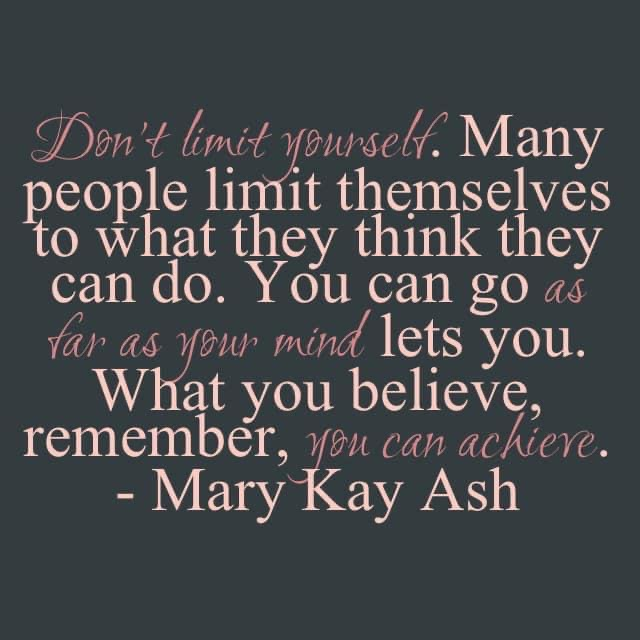 Don't limit yourself. Many
people limit themselves
to what they think they
can do. You can go as
far as your mind lets you.
What you believe,
remember, you can achieve.
- Mary Kay Ash